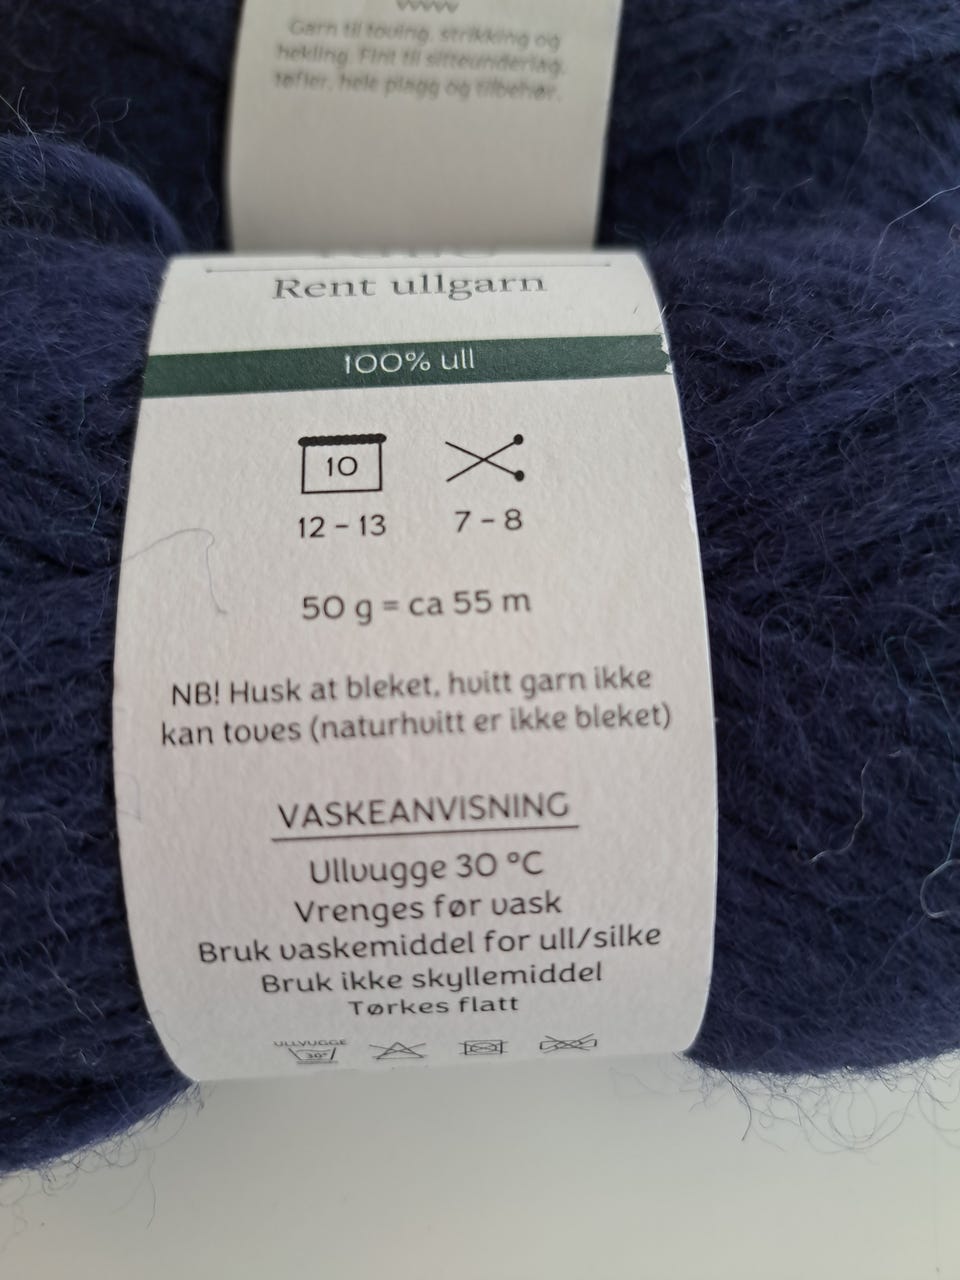 Garn til toving, strikking og
hekling. Fint til sitteunderlag,
tøfler, hele plagg og tilbehør.
Rent ullgarn
100% ull
10
12 - 13
7 - 8
50 g = ca 55 m
NB! Husk at bleket, hvitt garn ikke
kan toves (naturhvitt er ikke bleket)
VASKEANVISNING
Ullvugge 30 °C
Vrenges før vask
Bruk vaskemiddel for ull/silke
Bruk ikke skyllemiddel
Tørkes flatt
ULLVUGGE
30°